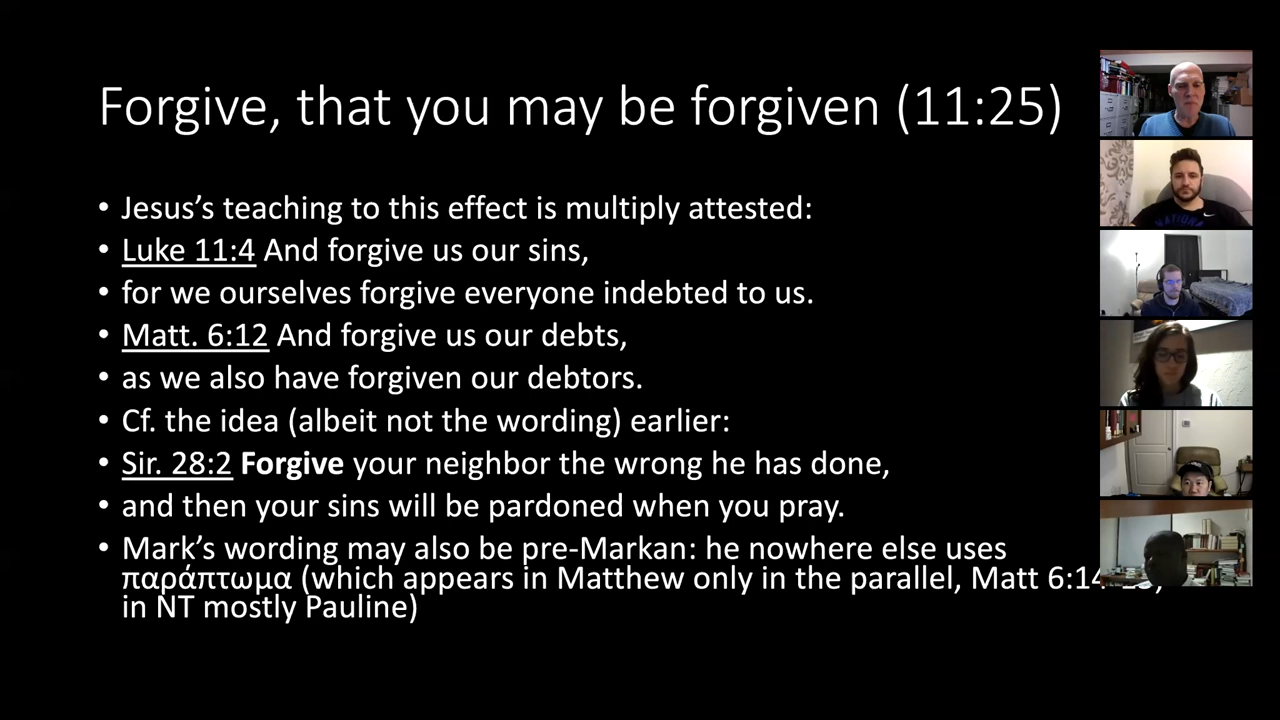 Forgive, that you may be forgiven (11:25)
• Jesus's teaching to this effect is multiply attested:
• Luke 11:4 And forgive us our sins,
• for we ourselves forgive everyone indebted to us.
• Matt. 6:12 And forgive us our debts,
• as we also have forgiven our debtors.
• Cf. the idea (albeit not the wording) earlier:
• Sir. 28:2 Forgive your neighbor the wrong he has done,
• and then your sins will be pardoned when you pray.
• Mark's wording may also be pre-Markan: he nowhere else uses
παράπτωμα (which appears in Matthew only in the parallel, Matt
in NT mostly Pauline)